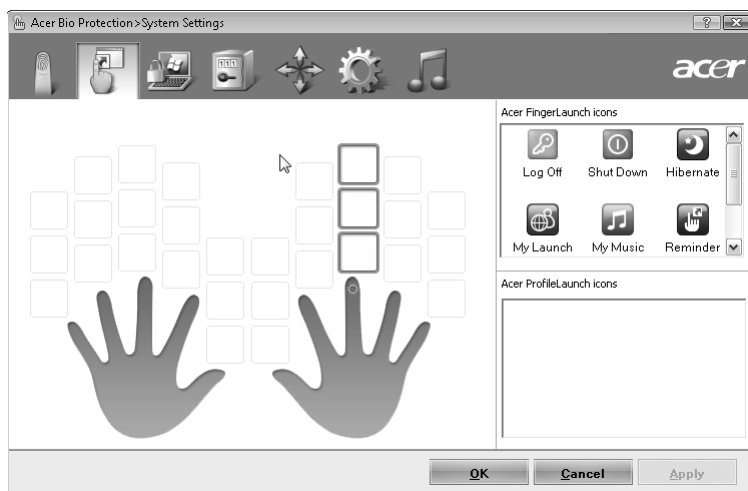 Acer Bio Protection>System Settings
acer
Acer FingerLaunch icons
Log Off Shut Down Hibernate
My Launch My Music Reminder
Acer ProfileLaunch icons
OK Cancel Apply